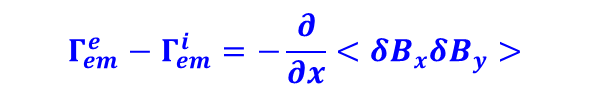 Γ^e_em − Γ^i_em = − ∂/∂x < δB_x δB_y >